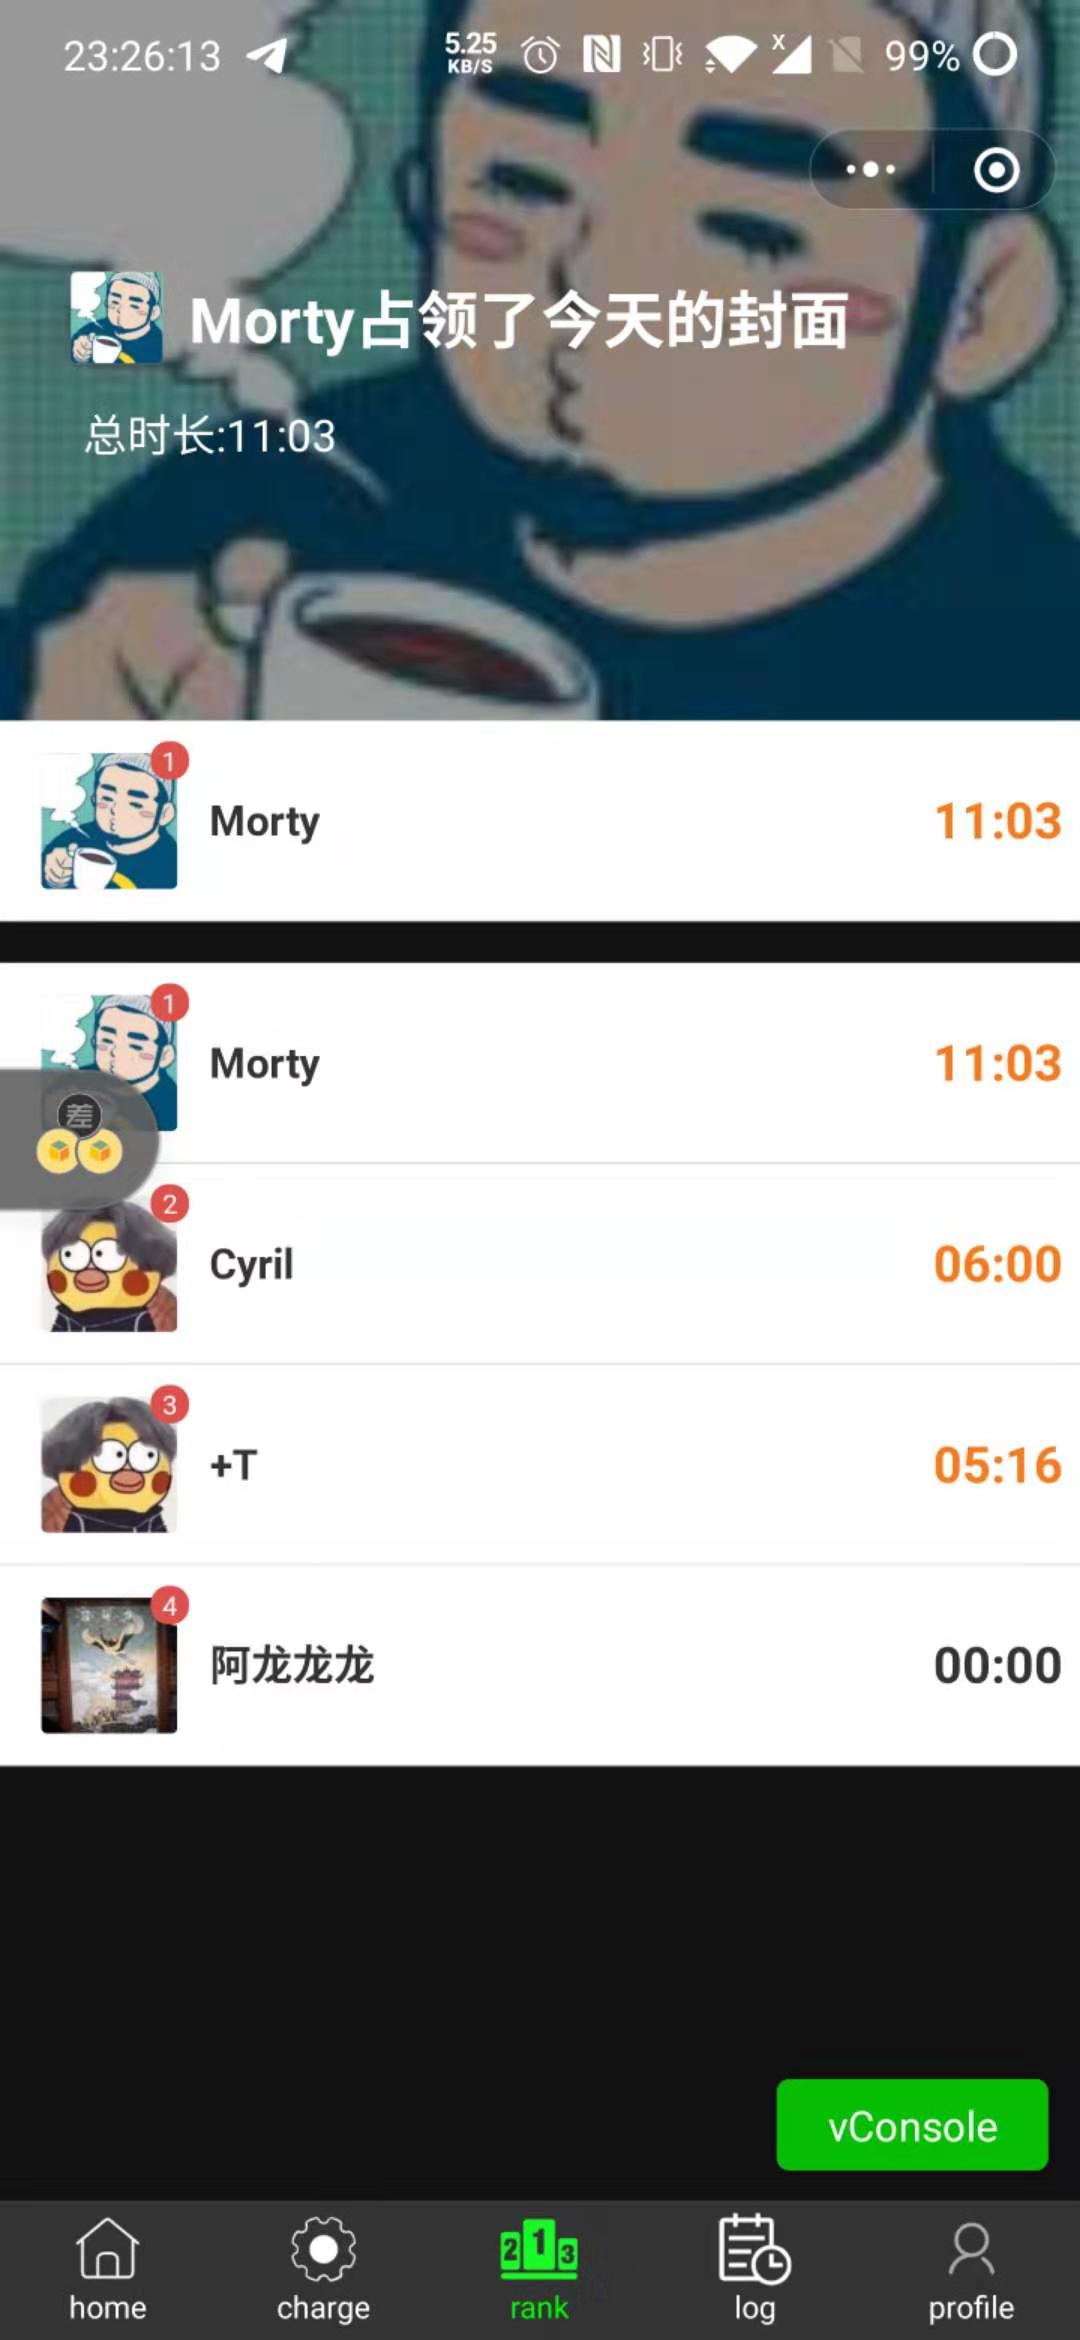 23:26:13
5.25
KB/S
X
99%
Morty占领了今天的封面
总时长:11:03
1
Morty
11:03
1
Morty
11:03
差
2
Cyril
06:00
3
+T
05:16
4
阿龙龙龙
00:00
vConsole
2 1 3
home
charge
rank
log
profile